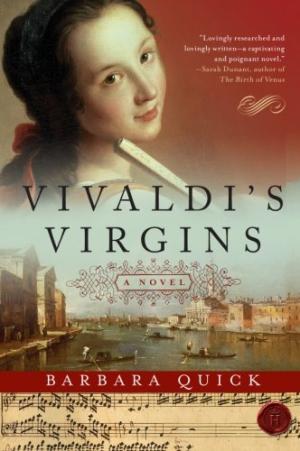 "Lovingly researched and
lovingly written—a captivating
and poignant novel."
—Sarah Dunant, author of
The Birth of Venus
VIVALDI'S
VIRGINS
A NOVEL
BARBARA QUICK
H